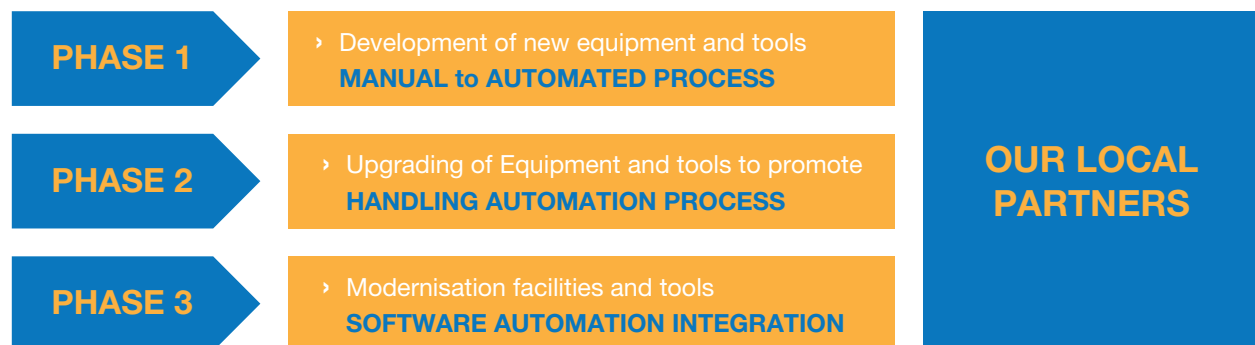 PHASE 1
› Development of new equipment and tools
MANUAL to AUTOMATED PROCESS
PHASE 2
› Upgrading of Equipment and tools to promote
HANDLING AUTOMATION PROCESS
PHASE 3
› Modernisation facilities and tools
SOFTWARE AUTOMATION INTEGRATION
OUR LOCAL
PARTNERS